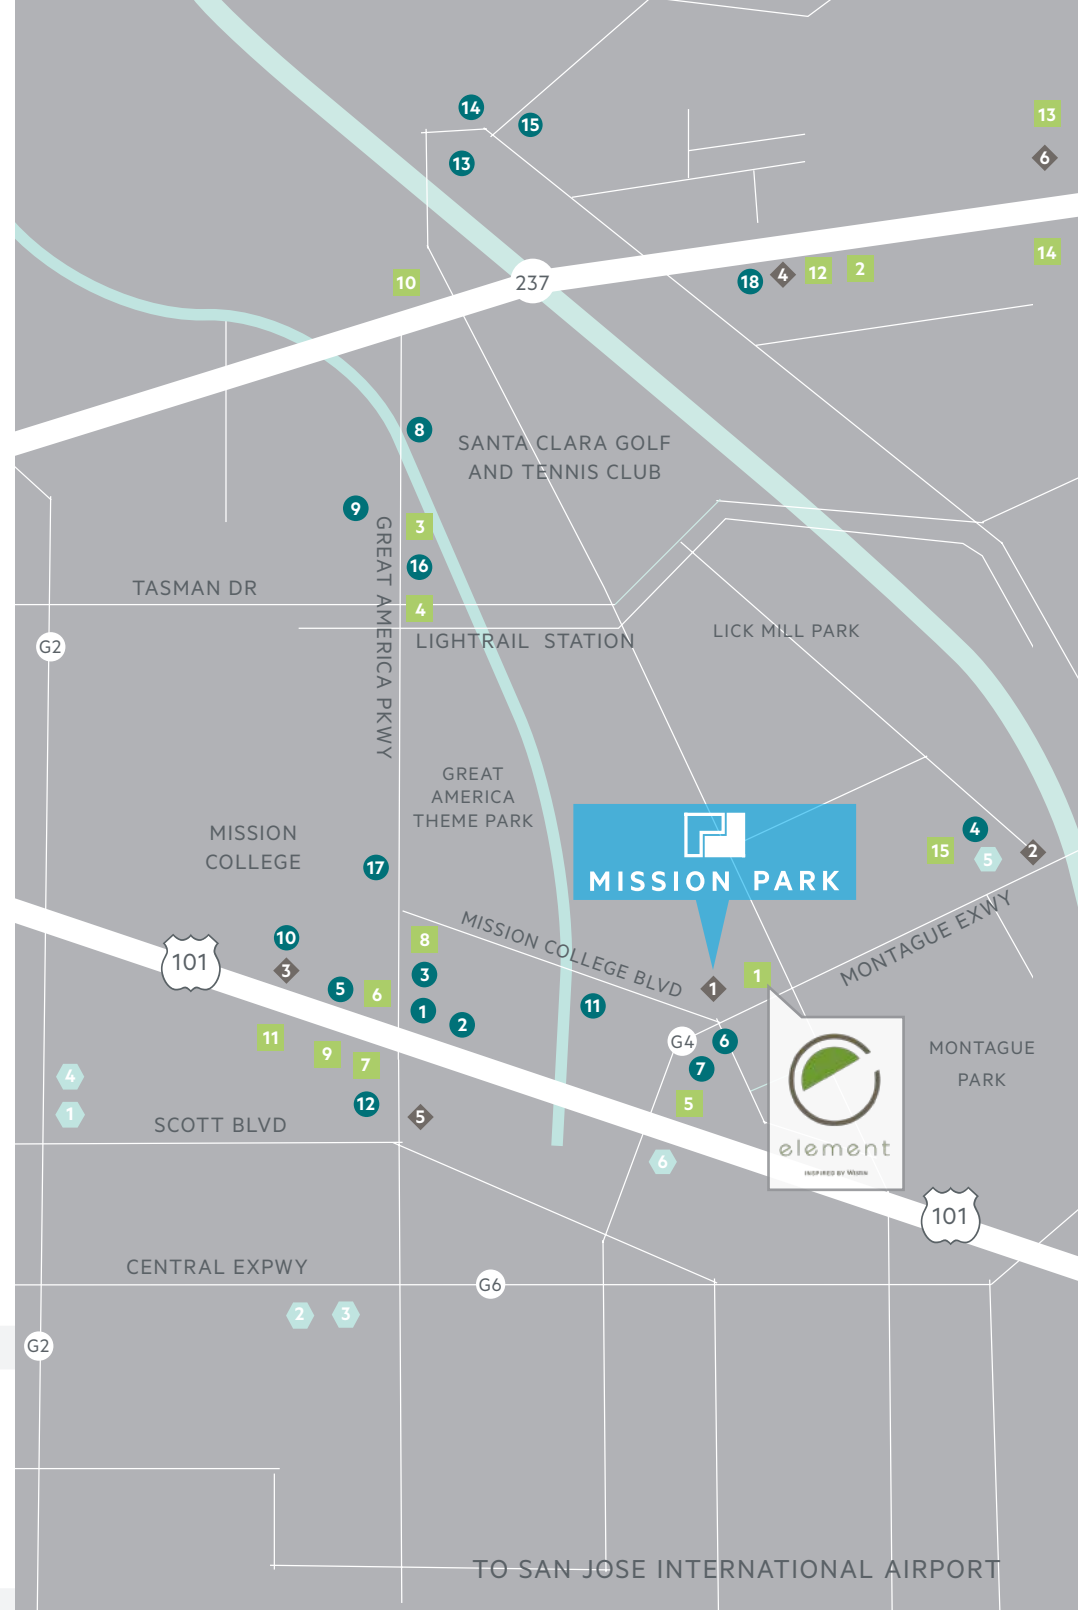 14
15
13
13
6
14
237
10
18
4
12
2
8
SANTA CLARA GOLF
AND TENNIS CLUB
9
3
GREAT AMERICA PKWY
16
TASMAN DR
4
LIGHTRAIL STATION
LICK MILL PARK
G2
GREAT
AMERICA
THEME PARK
MISSION
COLLEGE
17
MISSION PARK
4
15
5
2
MONTAGUE EXWY
MISSION COLLEGE BLVD
10
8
101
3
3
5
6
1
2
11
1
1
G4
6
7
5
11
9
7
12
5
4
1
SCOTT BLVD
MONTAGUE
PARK
element
INSPIRED BY WESTIN
6
101
CENTRAL EXPWY
G6
2
3
G2
TO SAN JOSE INTERNATIONAL AIRPORT